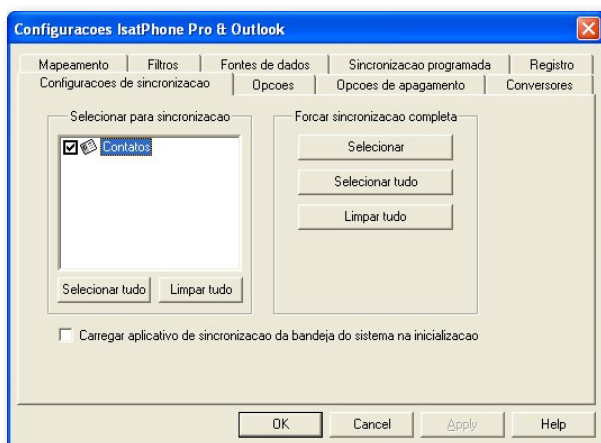 Configuracoes IsatPhone Pro & Outlook
Mapeamento Filtros Fontes de dados Sincronizacao programada Registro
Configuracoes de sincronizacao Opcoes Opcoes de apagamento Conversores
Selecionar para sincronizacao
Contatos
Selecionar tudo Limpar tudo
Forcar sincronizacao completa
Selecionar
Selecionar tudo
Limpar tudo
Carregar aplicativo de sincronizacao da bandeja do sistema na inicializacao
OK Cancel Apply Help